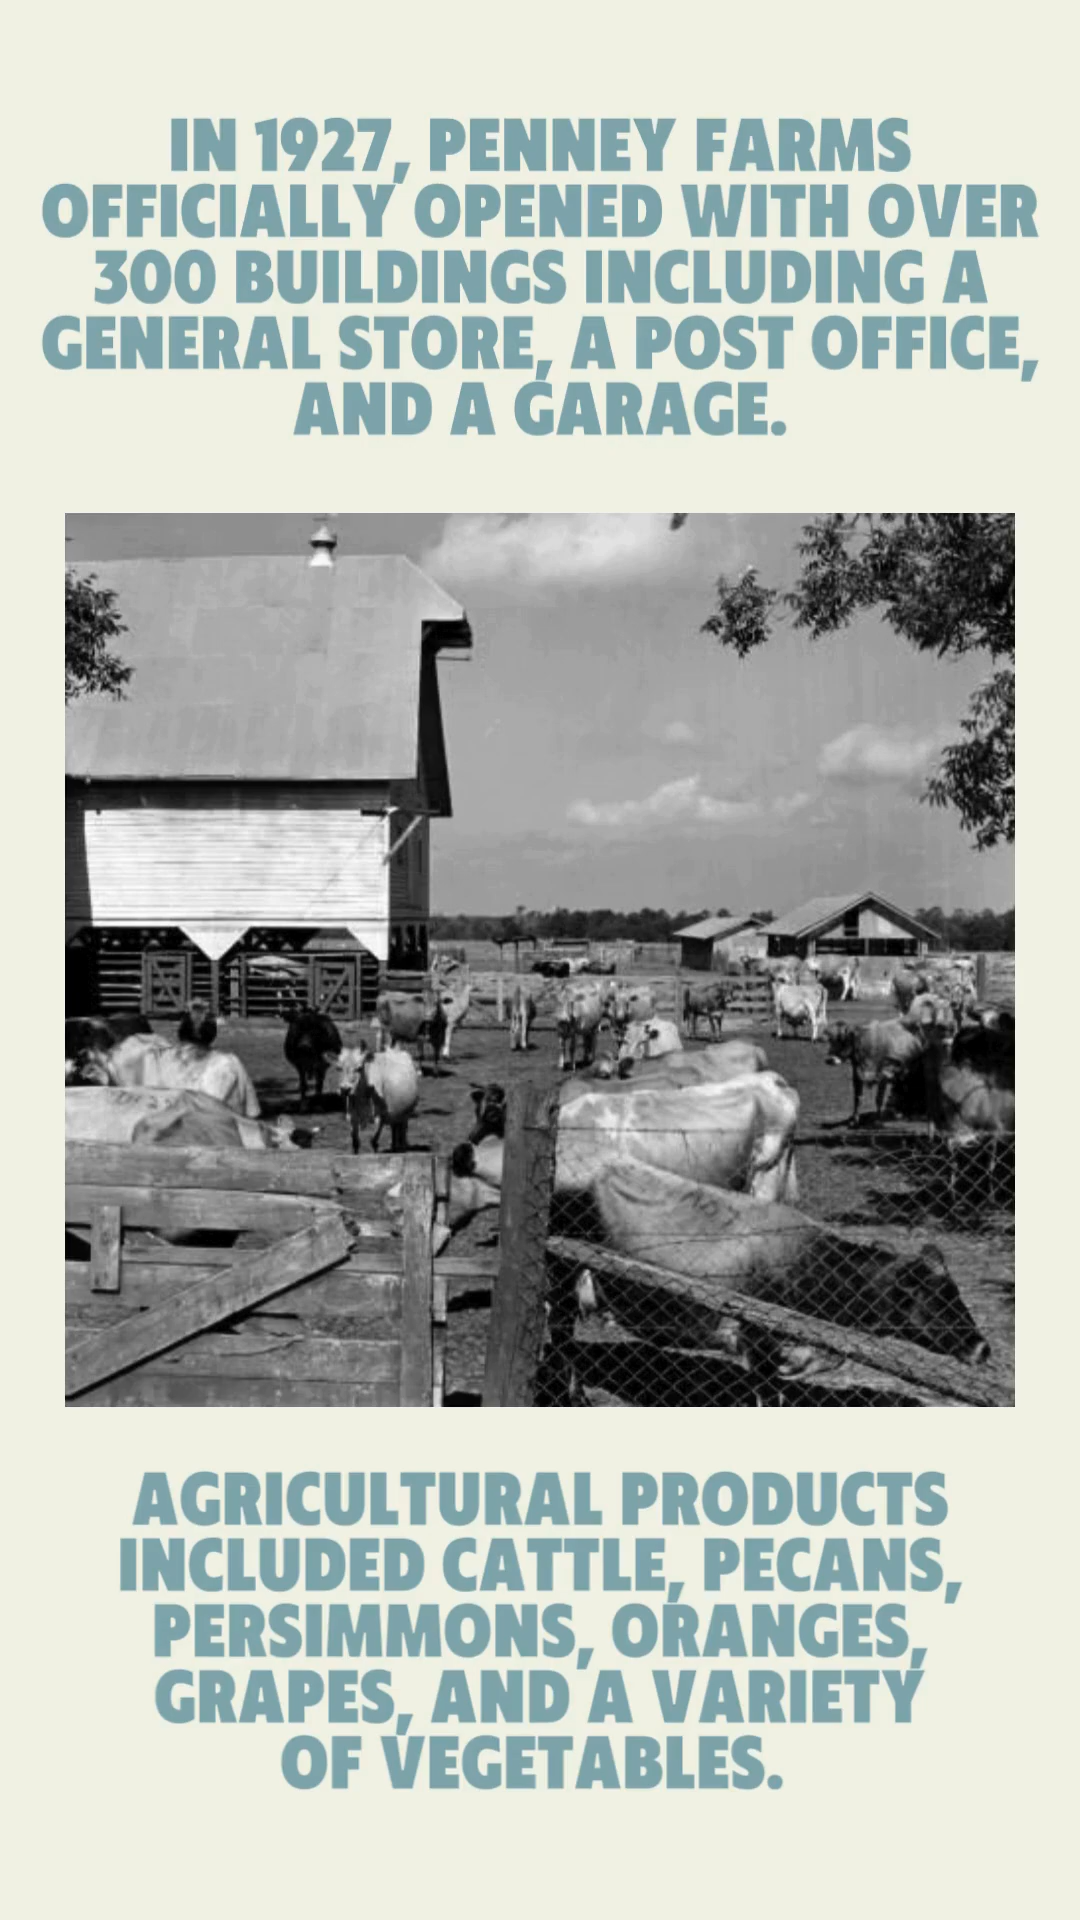 IN 1927, PENNEY FARMS
OFFICIALLY OPENED WITH OVER
300 BUILDINGS INCLUDING A
GENERAL STORE, A POST OFFICE,
AND A GARAGE.
AGRICULTURAL PRODUCTS
INCLUDED CATTLE, PECANS,
PERSIMMONS, ORANGES,
GRAPES, AND A VARIETY
OF VEGETABLES.